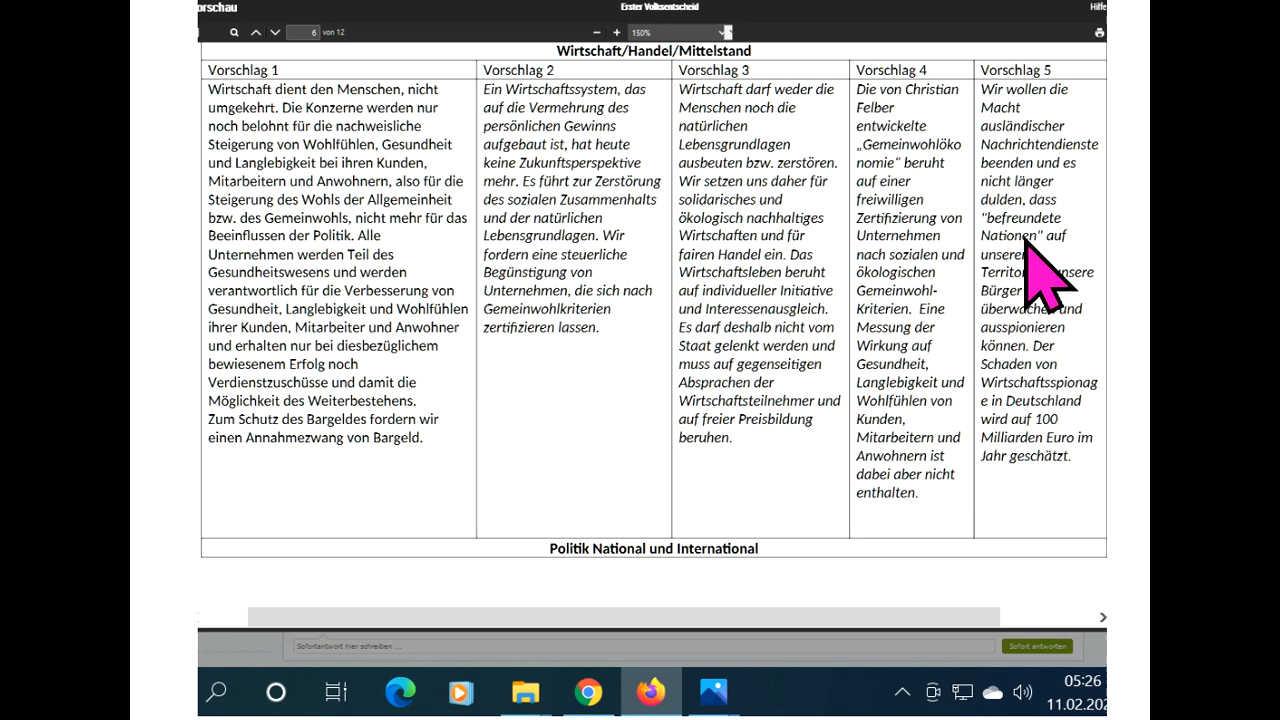 orschau
Erster Volksentscheid
Hilfe
6 von 12
150%
Wirtschaft/Handel/Mittelstand
Vorschlag 1
Wirtschaft dient den Menschen, nicht
umgekehrt. Die Konzerne werden nur
noch belohnt für die nachweisliche
Steigerung von Wohlfühlen, Gesundheit
und Langlebigkeit bei ihren Kunden,
Mitarbeitern und Anwohnern, also für die
Steigerung des Wohls der Allgemeinheit
bzw. des Gemeinwohls, nicht mehr für das
Beeinflussen der Politik. Alle
Unternehmen werden Teil des
Gesundheitswesens und werden
verantwortlich für die Verbesserung von
Gesundheit, Langlebigkeit und Wohlfühlen
ihrer Kunden, Mitarbeiter und Anwohner
und erhalten nur bei diesbezüglichem
bewiesenem Erfolg noch
Verdienstzuschüsse und damit die
Möglichkeit des Weiterbestehens.
Zum Schutz des Bargeldes fordern wir
einen Annahmezwang von Bargeld.
Vorschlag 2
Ein Wirtschaftssystem, das
auf die Vermehrung des
persönlichen Gewinns
aufgebaut ist, hat heute
keine Zukunftsperspektive
mehr. Es führt zur Zerstörung
des sozialen Zusammenhalts
und der natürlichen
Lebensgrundlagen. Wir
fordern eine steuerliche
Begünstigung von
Unternehmen, die sich nach
Gemeinwohlkriterien
zertifizieren lassen.
Vorschlag 3
Wirtschaft darf weder die
Menschen noch die
natürlichen
Lebensgrundlagen
ausbeuten bzw. zerstören.
Wir setzen uns daher für
solidarisches und
ökologisch nachhaltiges
Wirtschaften und für
fairen Handel ein. Das
Wirtschaftsleben beruht
auf individueller Initiative
und Interessenausgleich.
Es darf deshalb nicht vom
Staat gelenkt werden und
muss auf gegenseitigen
Absprachen der
Wirtschaftsteilnehmer und
auf freier Preisbildung
beruhen.
Vorschlag 4
Die von Christian
Felber
entwickelte
„Gemeinwohlöko
nomie“ beruht
auf einer
freiwilligen
Zertifizierung von
Unternehmen
nach sozialen und
ökologischen
Gemeinwohl-
Kriterien. Eine
Messung der
Wirkung auf
Gesundheit,
Langlebigkeit und
Wohlfühlen von
Kunden,
Mitarbeitern und
Anwohnern ist
dabei aber nicht
enthalten.
Vorschlag 5
Wir wollen die
Macht
ausländischer
Nachrichtendienste
beenden und es
nicht länger
dulden, dass
"befreundete
Nationen" auf
unsere
Bürger
überwachen und
ausspionieren
können. Der
Schaden von
Wirtschaftsspionag
e in Deutschland
wird auf 100
Milliarden Euro im
Jahr geschätzt.
Politik National und International
Sofortantwort hier schreiben ...
Sofort antworten
05:26
11.02.202